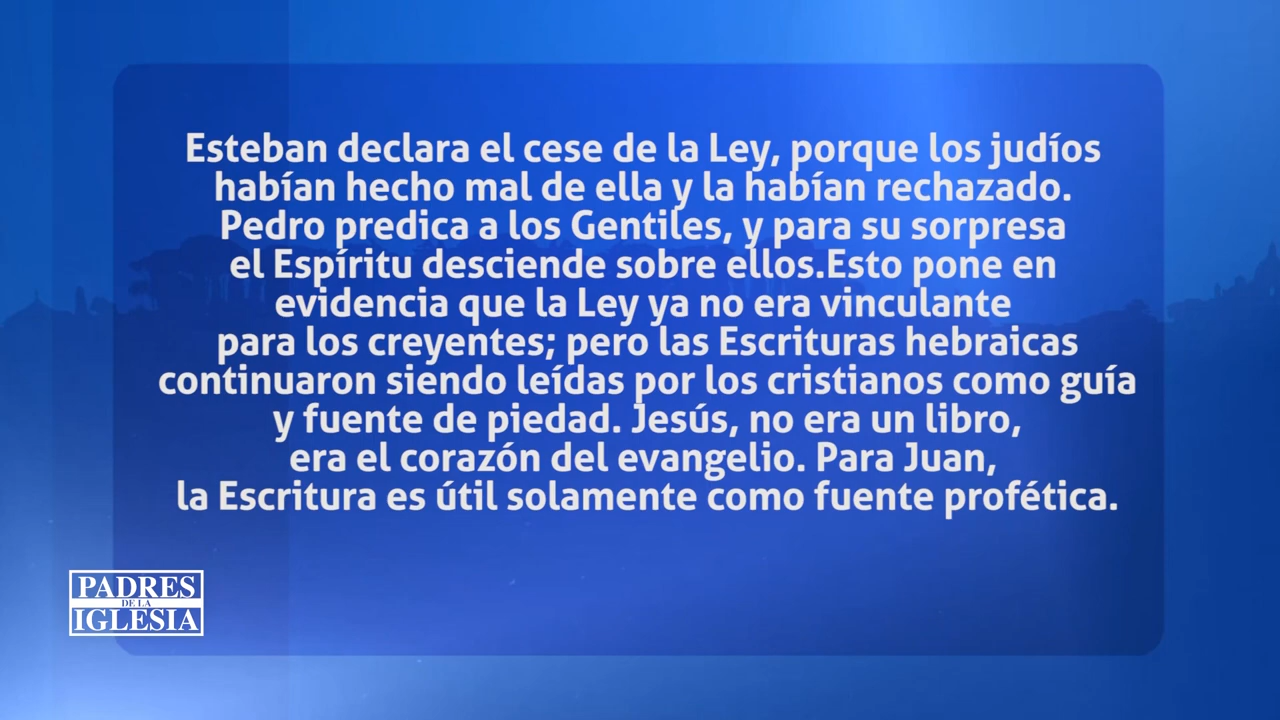 Esteban declara el cese de la Ley, porque los judíos
habían hecho mal de ella y la habían rechazado.
Pedro predica a los Gentiles, y para su sorpresa
el Espíritu desciende sobre ellos.Esto pone en
evidencia que la Ley ya no era vinculante
para los creyentes; pero las Escrituras hebraicas
continuaron siendo leídas por los cristianos como guía
y fuente de piedad. Jesús, no era un libro,
era el corazón del evangelio. Para Juan,
la Escritura es útil solamente como fuente profética.
PADRES
DE LA
IGLESIA